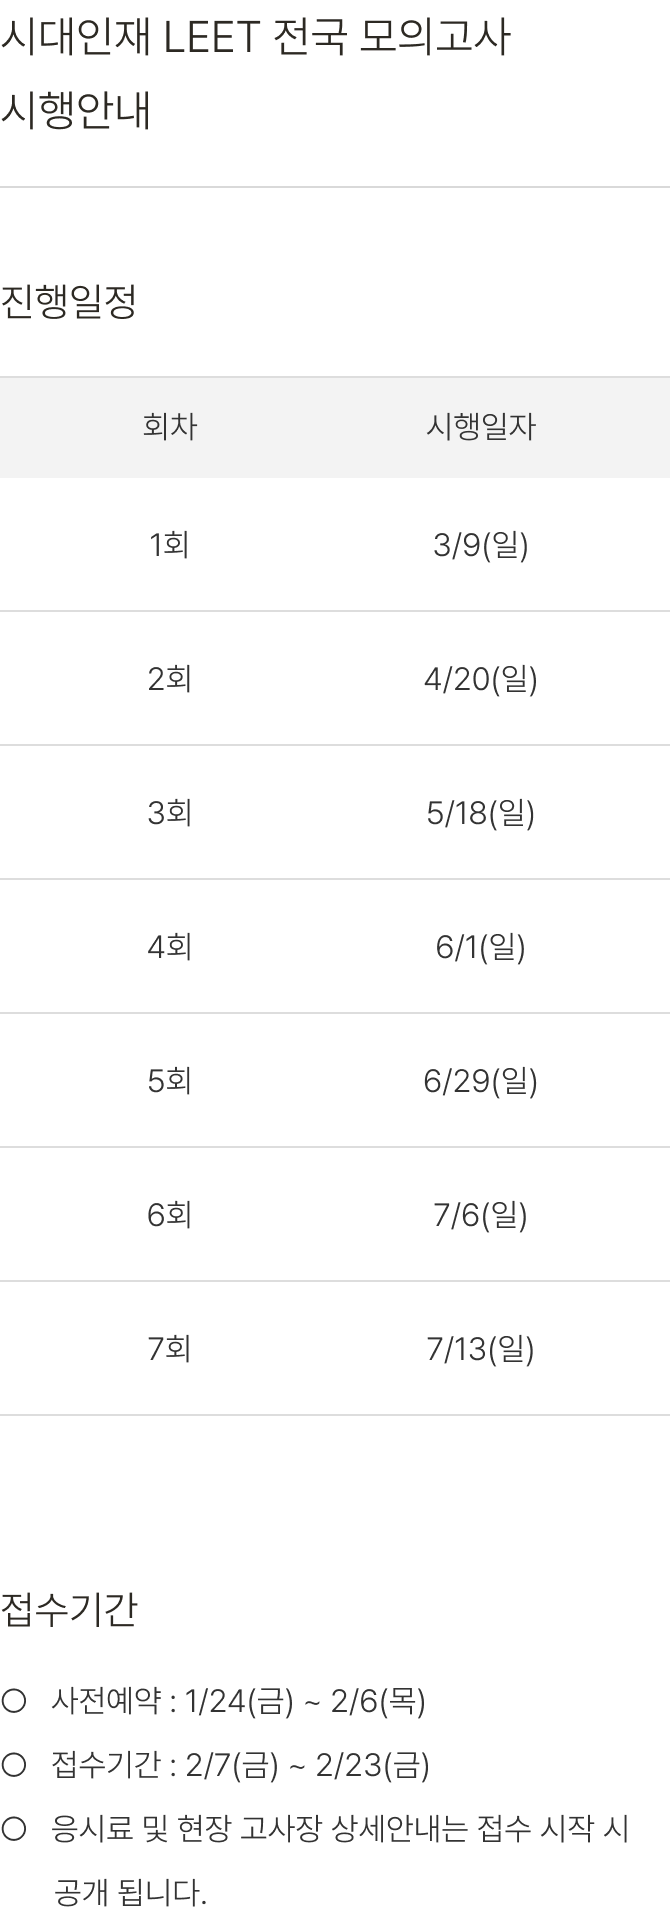 시대인재 LEET 전국 모의고사
시행안내
진행일정
회차 시행일자
1회 3/9(일)
2회 4/20(일)
3회 5/18(일)
4회 6/1(일)
5회 6/29(일)
6회 7/6(일)
7회 7/13(일)
접수기간
○ 사전예약 : 1/24(금) ~ 2/6(목)
○ 접수기간 : 2/7(금) ~ 2/23(금)
○ 응시료 및 현장 고사장 상세안내는 접수 시작 시
공개 됩니다.